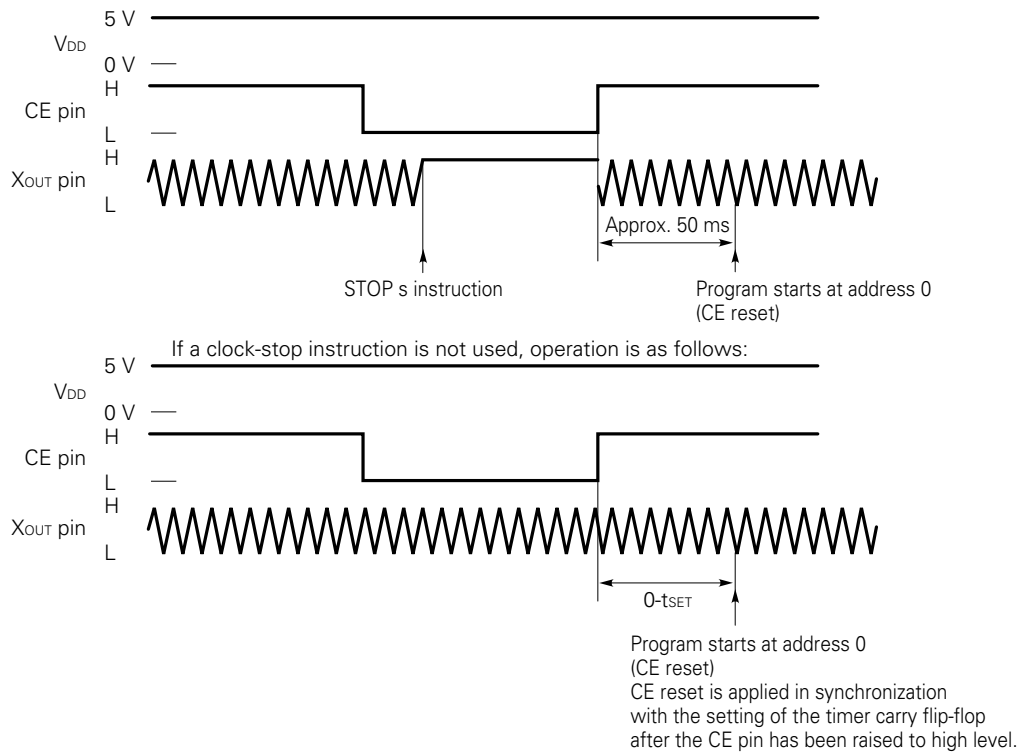 5 V
VDD
0 V
H
CE pin
L
H
XOUT pin
L
Approx. 50 ms
STOP s instruction
Program starts at address 0
(CE reset)
If a clock-stop instruction is not used, operation is as follows:
5 V
VDD
0 V
H
CE pin
L
H
XOUT pin
L
0-tSET
Program starts at address 0
(CE reset)
CE reset is applied in synchronization
with the setting of the timer carry flip-flop
after the CE pin has been raised to high level.